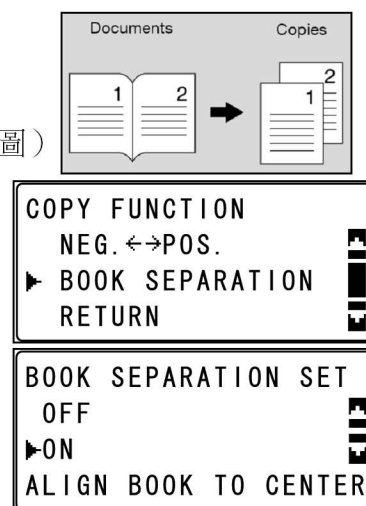 Documents Copies
1 2 1 2
圖）
COPY FUNCTION
NEG.←→POS.
▶ BOOK SEPARATION
RETURN
BOOK SEPARATION SET
OFF
▶ON
ALIGN BOOK TO CENTER